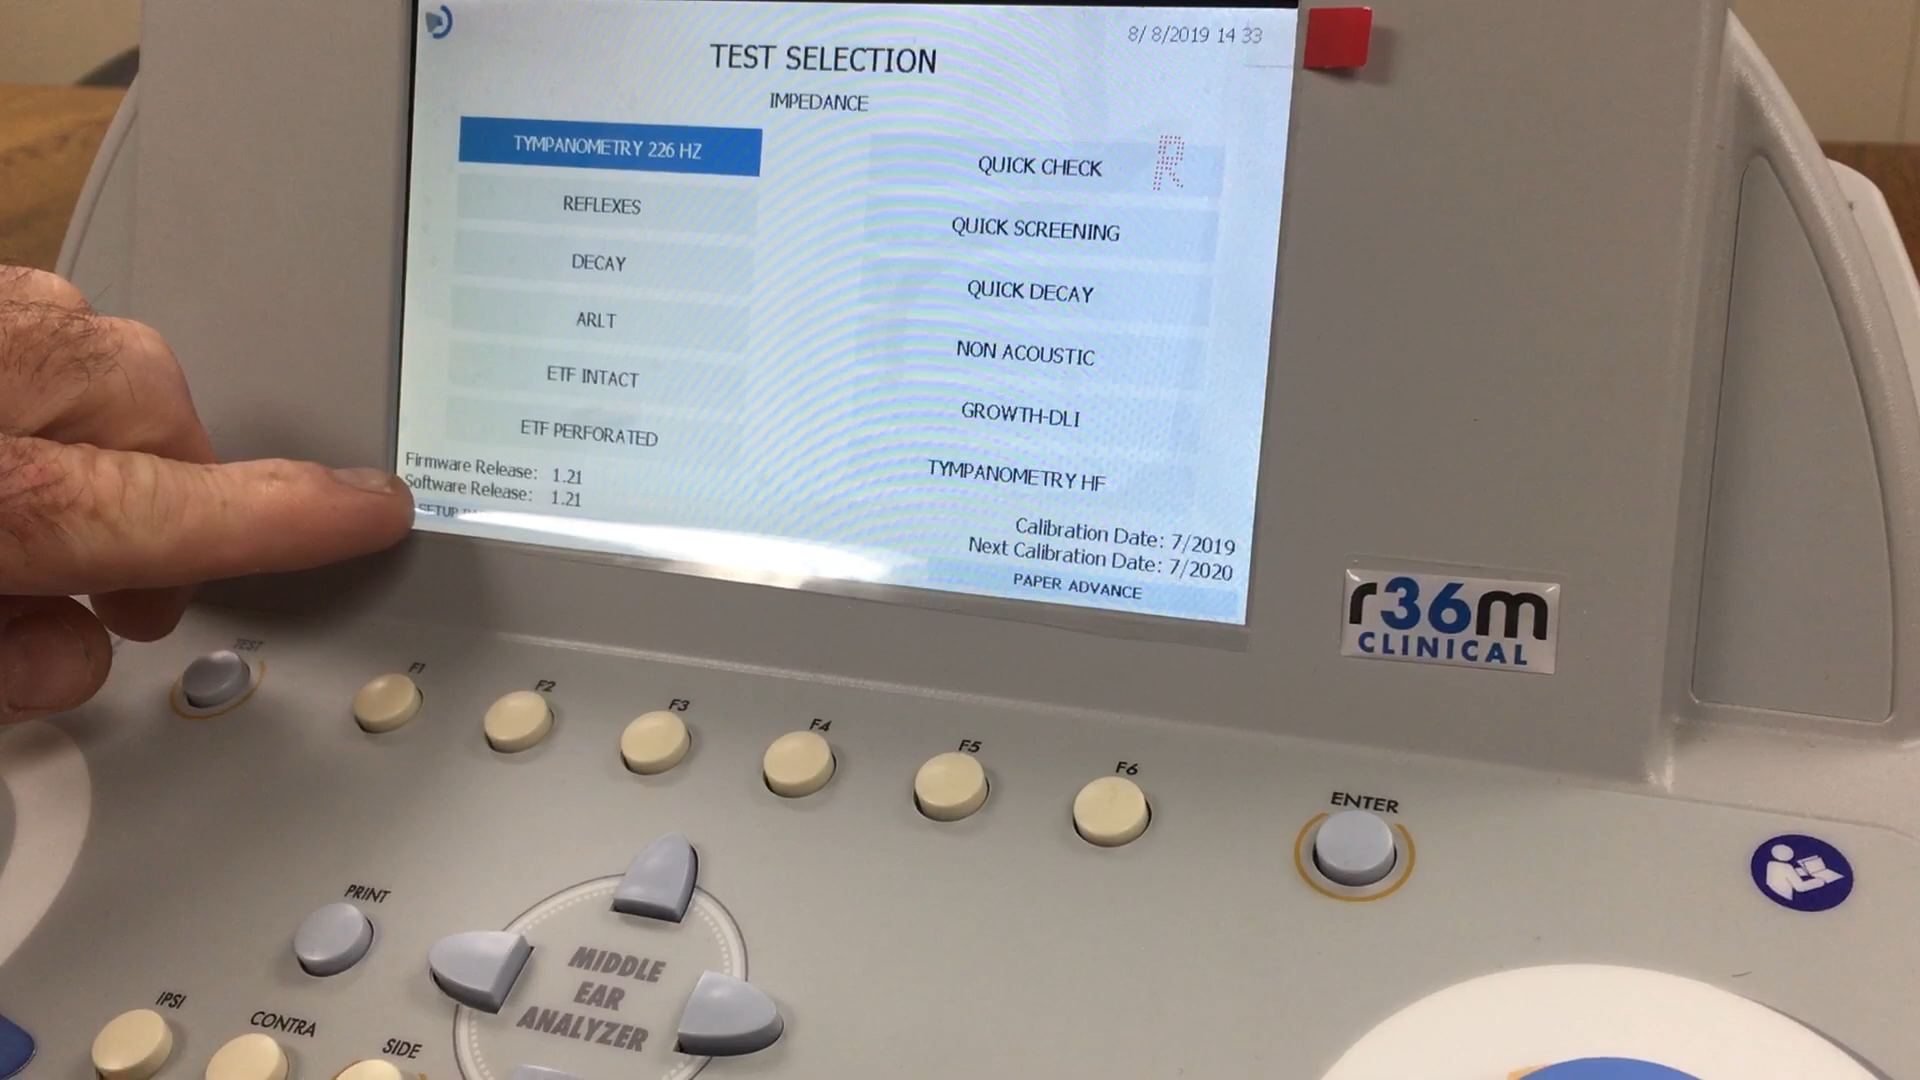 8/ 8/2019 14 33
TEST SELECTION
IMPEDANCE
TYMPANOMETRY 226 HZ
REFLEXES
DECAY
ARLT
ETF INTACT
ETF PERFORATED
QUICK CHECK
R
QUICK SCREENING
QUICK DECAY
NON ACOUSTIC
GROWTH-DLI
TYMPANOMETRY HF
Firmware Release: 1.21
Software Release: 1.21
SETUP
Calibration Date: 7/2019
Next Calibration Date: 7/2020
PAPER ADVANCE
r36m
CLINICAL
TEST
F1
F2
F3
F4
F5
F6
ENTER
PRINT
MIDDLE
EAR
ANALYZER
IPSI
CONTRA
SIDE